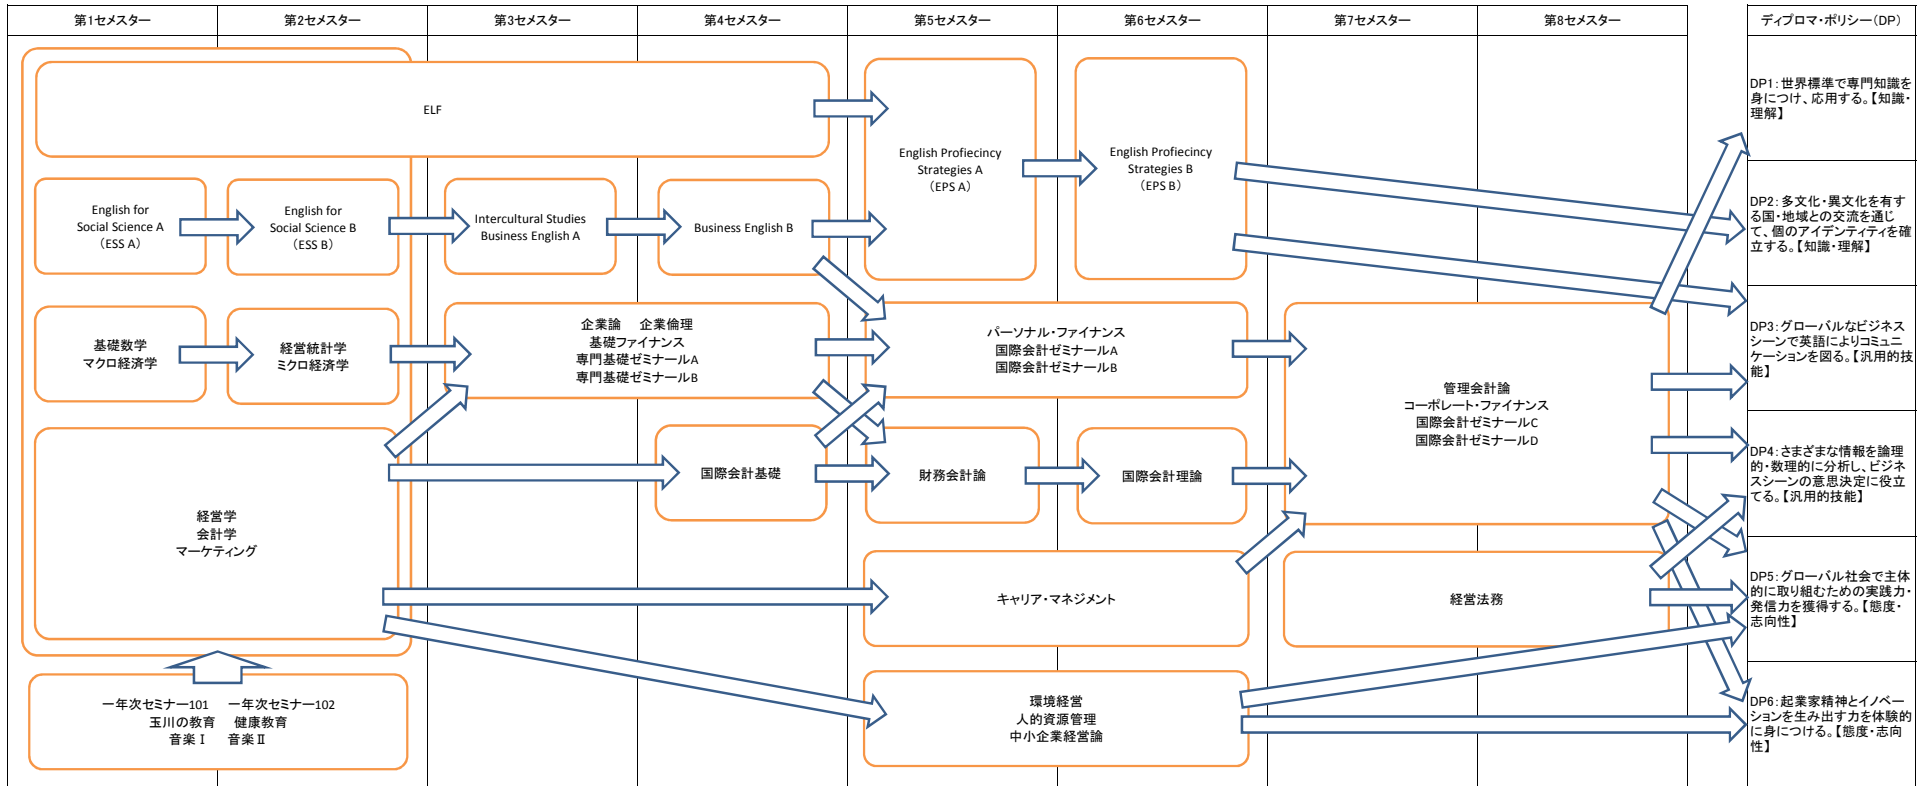 第1セメスター
第2セメスター
第3セメスター
第4セメスター
第5セメスター
第6セメスター
第7セメスター
第8セメスター
ディプロマ・ポリシー(DP)
ELF
English for
Social Science A
(ESS A)
English for
Social Science B
(ESS B)
Intercultural Studies
Business English A
Business English B
English Profiecincy
Strategies A
(EPS A)
English Profiecincy
Strategies B
(EPS B)
基礎数学
マクロ経済学
経営統計学
ミクロ経済学
企業論 企業倫理
基礎ファイナンス
専門基礎ゼミナールA
専門基礎ゼミナールB
パーソナル・ファイナンス
国際会計ゼミナールA
国際会計ゼミナールB
管理会計論
コーポレート・ファイナンス
国際会計ゼミナールC
国際会計ゼミナールD
経営学
会計学
マーケティング
国際会計基礎
財務会計論
国際会計理論
キャリア・マネジメント
経営法務
一年次セミナー101 一年次セミナー102
玉川の教育 健康教育
音楽Ⅰ 音楽Ⅱ
環境経営
人的資源管理
中小企業経営論
DP1:世界標準で専門知識を
身につけ、応用する。【知識・
理解】
DP2:多文化・異文化を有す
る国・地域との交流を通じ
て、個のアイデンティティを確
立する。【知識・理解】
DP3:グローバルなビジネス
シーンで英語によりコミュニ
ケーションを図る。【汎用的技
能】
DP4:さまざまな情報を論理
的・数理的に分析し、ビジネ
スシーンの意思決定に役立
てる。【汎用的技能】
DP5:グローバル社会で主体
的に取り組むための実践力・
発信力を獲得する。【態度・
志向性】
DP6:起業家精神とイノベー
ションを生み出す力を体験的
に身につける。【態度・志向
性】